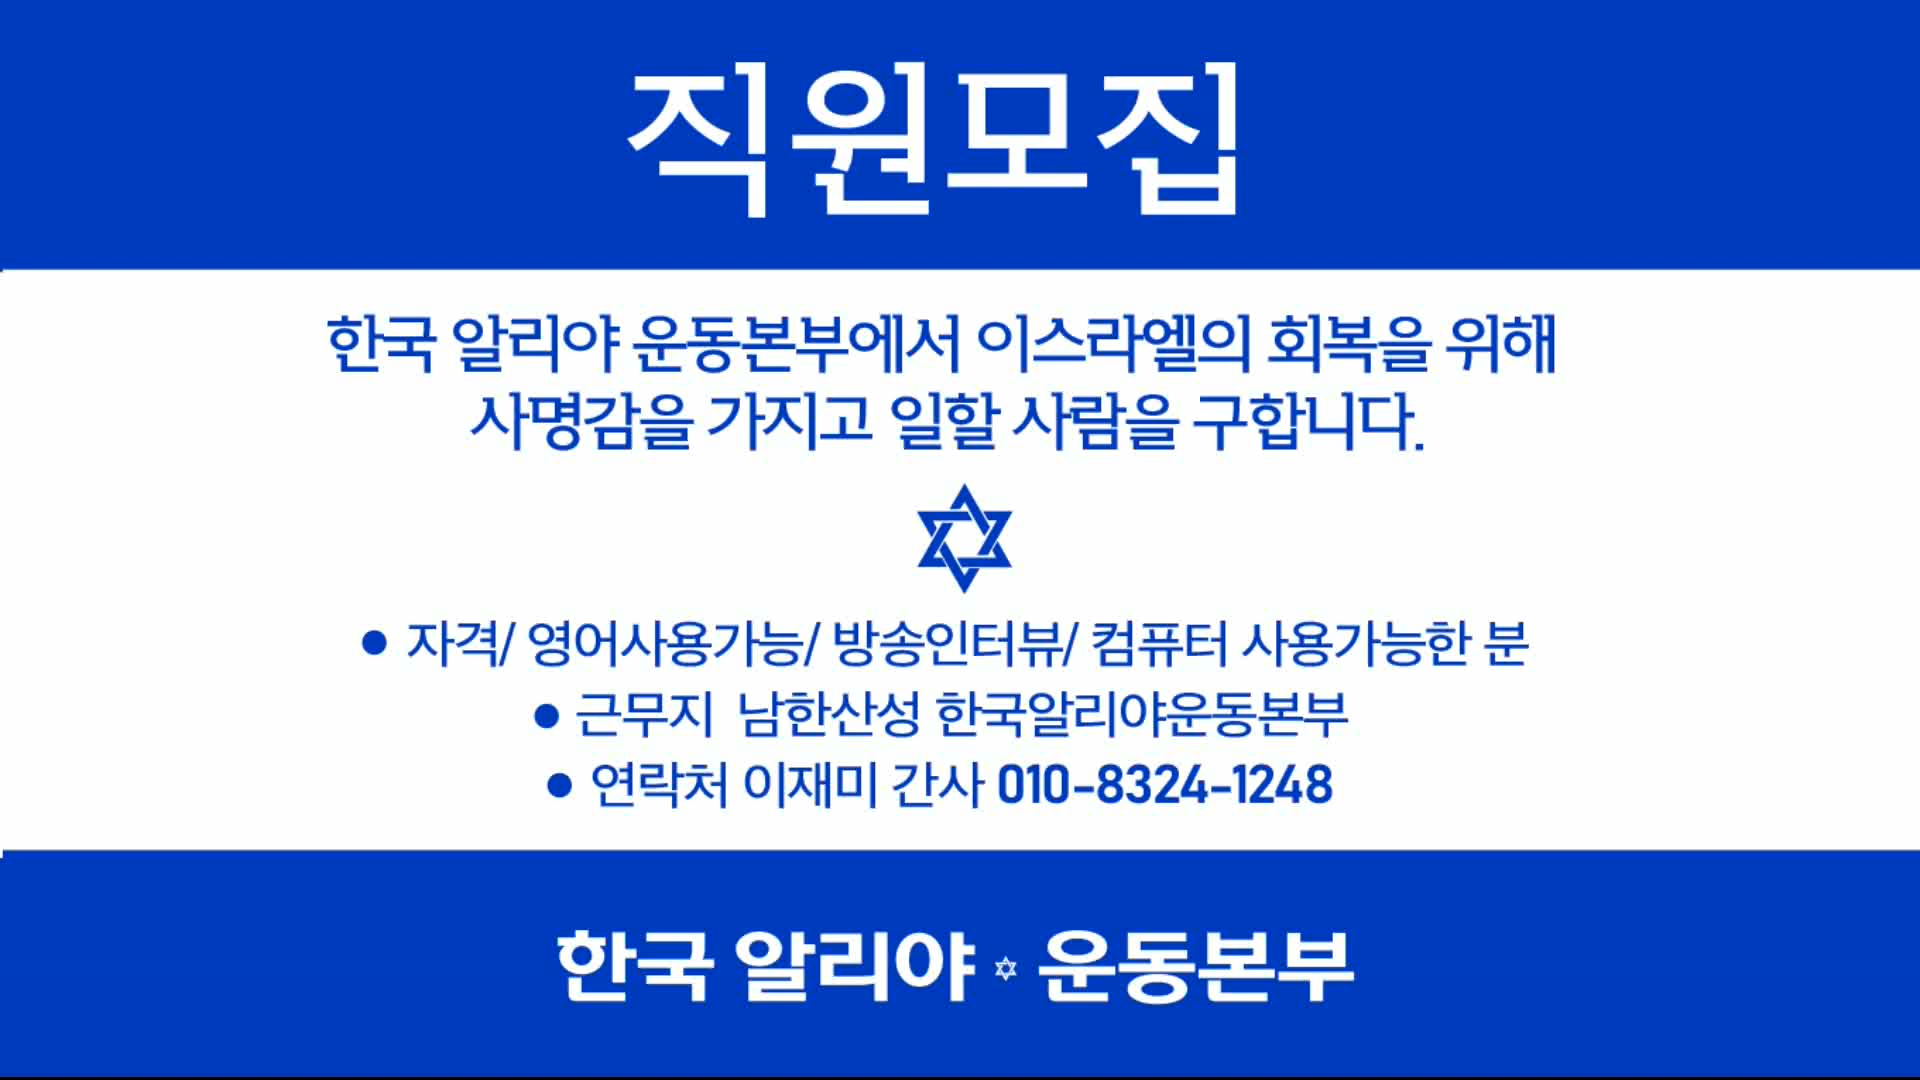 직원모집
한국 알리야 운동본부에서 이스라엘의 회복을 위해
사명감을 가지고 일할 사람을 구합니다.
● 자격/ 영어사용가능/ 방송인터뷰/ 컴퓨터 사용가능한 분
● 근무지 남한산성 한국알리야운동본부
● 연락처 이재미 간사 010-8324-1248
한국 알리야 ✡ 운동본부